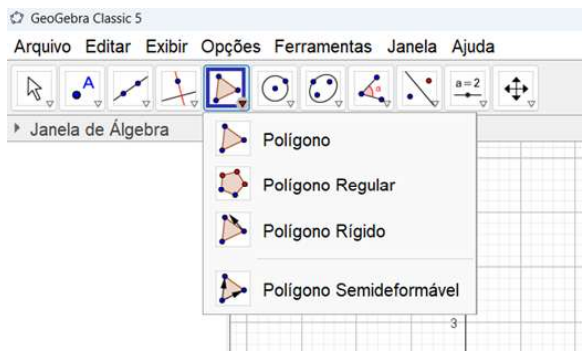 GeoGebra Classic 5
Arquivo Editar Exibir Opções Ferramentas Janela Ajuda
A
α
a=2
Janela de Álgebra
Polígono
Polígono Regular
Polígono Rígido
Polígono Semideformável
3